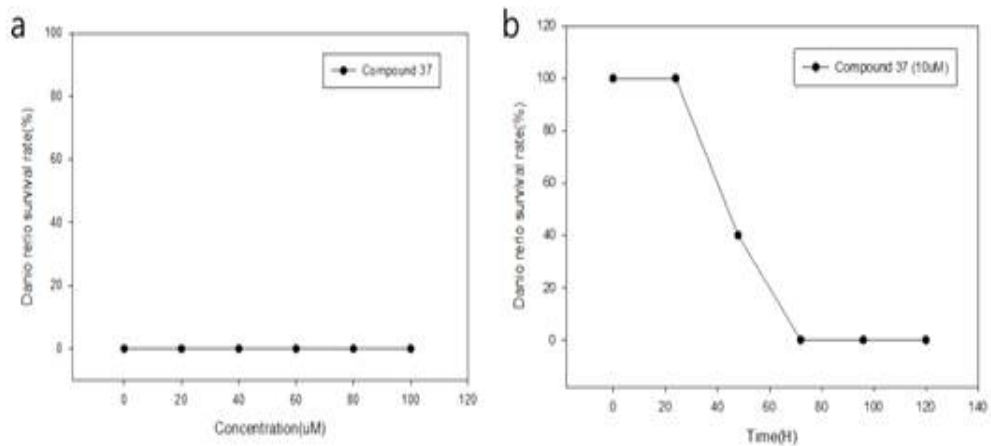 a
Compound 37
100
80
60
40
20
0
Danio rerio survival rate(%)
0 20 40 60 80 100 120
Concentration(uM)
b
Compound 37 (10uM)
120
100
80
60
40
20
0
Danio rerio survival rate(%)
0 20 40 60 80 100 120 140
Time(H)